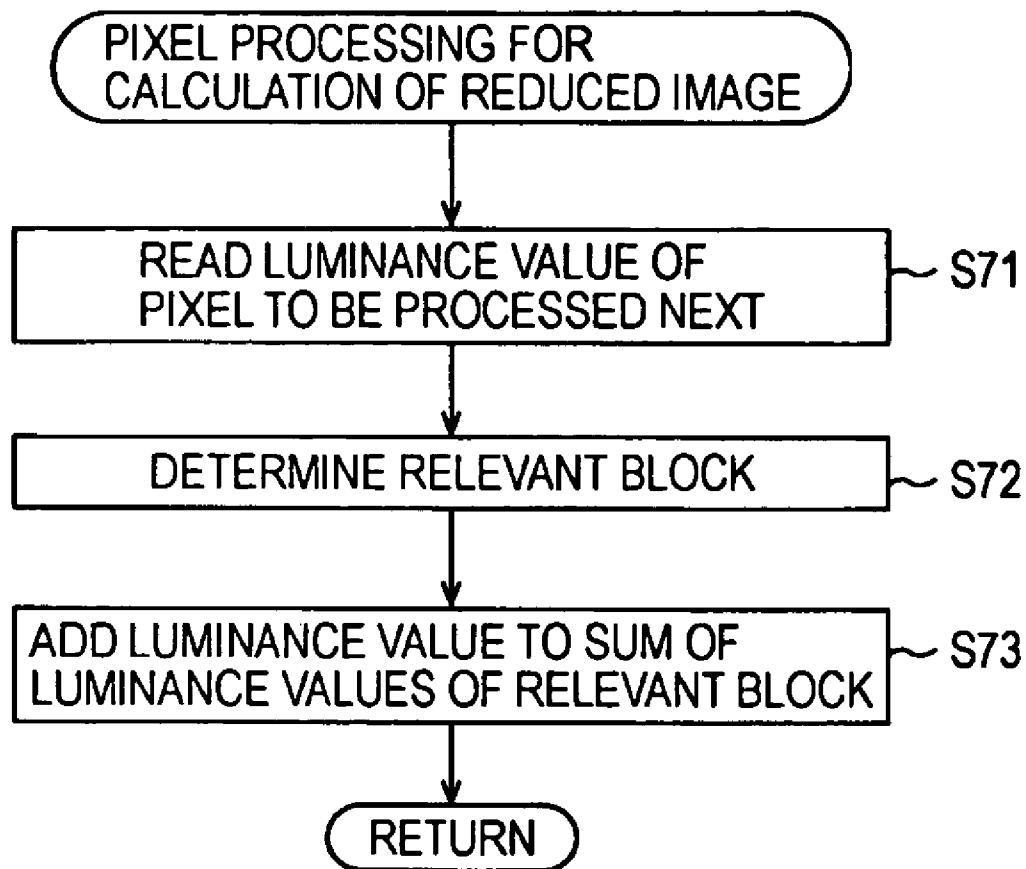 PIXEL PROCESSING FOR
CALCULATION OF REDUCED IMAGE
READ LUMINANCE VALUE OF
PIXEL TO BE PROCESSED NEXT
S71
DETERMINE RELEVANT BLOCK
S72
ADD LUMINANCE VALUE TO SUM OF
LUMINANCE VALUES OF RELEVANT BLOCK
S73
RETURN